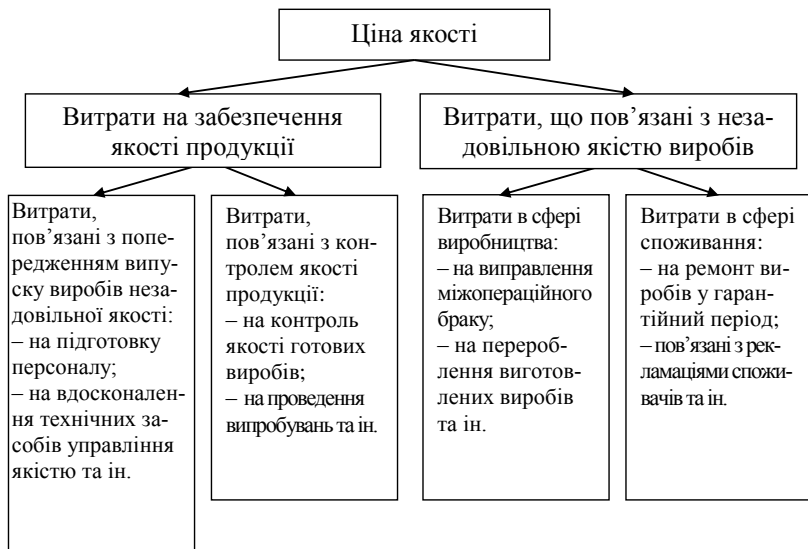 Ціна якості
Витрати на забезпечення
якості продукції
Витрати, що пов’язані з неза-
довільною якістю виробів
Витрати,
пов’язані з попе-
редженням випу-
ску виробів неза-
довільної якості:
– на підготовку
персоналу;
– на вдосконален-
ня технічних за-
собів управління
якістю та ін.
Витрати,
пов’язані з кон-
тролем якості
продукції:
– на контроль
якості готових
виробів;
– на проведення
випробувань та ін.
Витрати в сфері
виробництва:
– на виправлення
міжопераційного
браку;
– на перероб-
лення виготов-
лених виробів
та ін.
Витрати в сфері
споживання:
– на ремонт ви-
робів у гаран-
тійний період;
– пов’язані з рек-
ламаціями спожи-
вачів та ін.